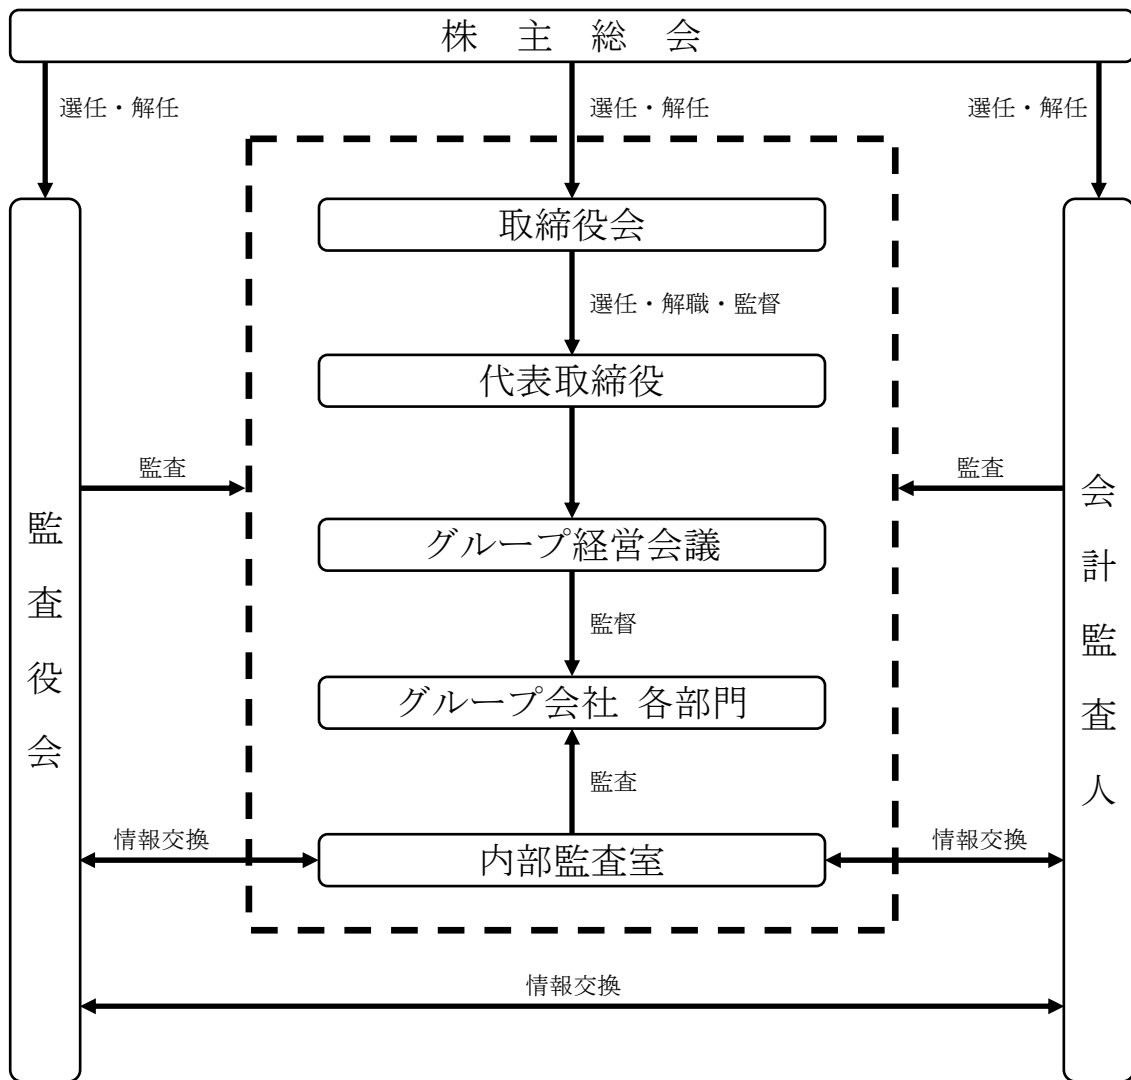 株 主 総 会
選任・解任
選任・解任
選任・解任
取締役会
選任・解職・監督
代表取締役
監査
監査
監査役会
会計監査人
グループ経営会議
監督
グループ会社 各部門
監査
情報交換
情報交換
内部監査室
情報交換